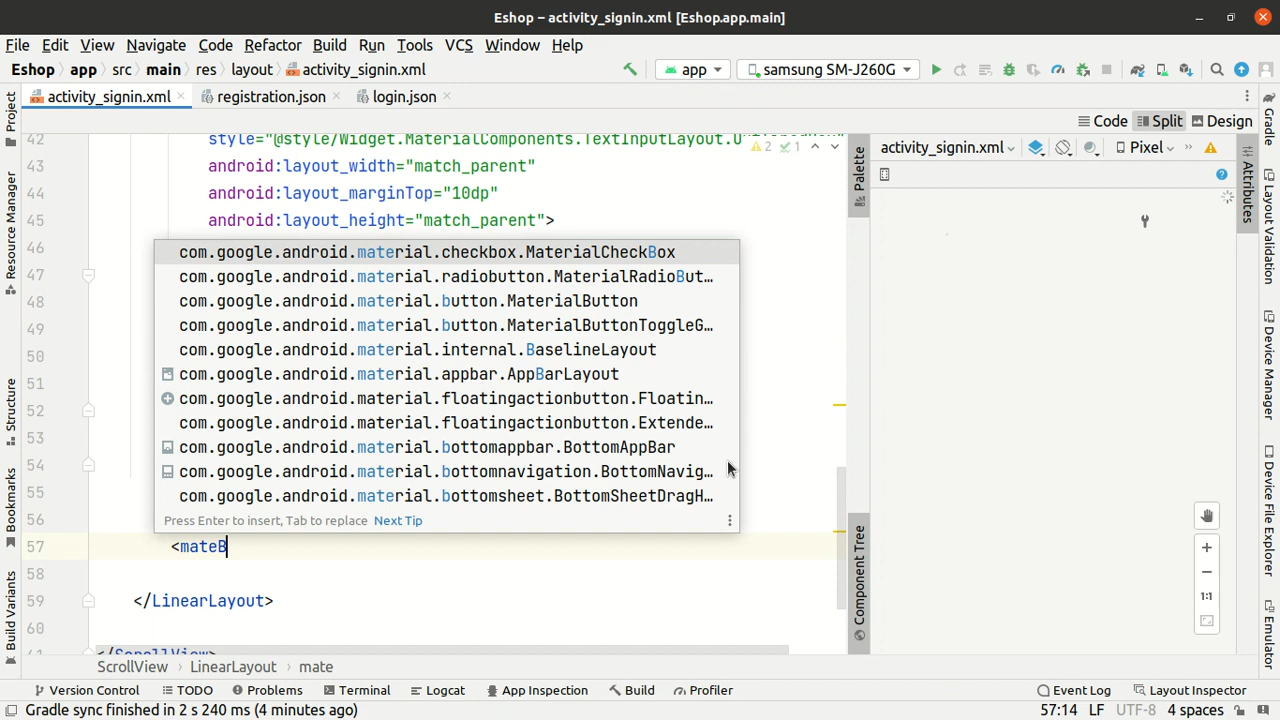 Eshop – activity_signin.xml [Eshop.app.main]
File Edit View Navigate Code Refactor Build Run Tools VCS Window Help
Eshop app src main res layout activity_signin.xml app samsung SM-J260G
activity_signin.xml registration.json login.json
Code Split Design
Project
Resource Manager
Structure
Bookmarks
Build Variants
42 style="@style/Widget.MaterialComponents.TextInputLayout.O 2 1
43 android:layout_width="match_parent"
44 android:layout_marginTop="10dp"
45 android:layout_height="match_parent">
46 com.google.android.material.checkbox.MaterialCheckBox
47 com.google.android.material.radiobutton.MaterialRadioBut…
48 com.google.android.material.button.MaterialButton
49 com.google.android.material.button.MaterialButtonToggleG…
50 com.google.android.material.internal.BaselineLayout
51 com.google.android.material.appbar.AppBarLayout
52 com.google.android.material.floatingactionbutton.Floatin…
53 com.google.android.material.floatingactionbutton.Extende…
54 com.google.android.material.bottomappbar.BottomAppBar
55 com.google.android.material.bottomnavigation.BottomNavig…
com.google.android.material.bottomsheet.BottomSheetDragH…
56 Press Enter to insert, Tab to replace Next Tip
57 <mateB
58
59 </LinearLayout>
60
61 </ScrollView>
ScrollView LinearLayout mate
Palette
Component Tree
activity_signin.xml Pixel
1:1
Attributes
Gradle
Layout Validation
Device Manager
Device File Explorer
Emulator
Version Control TODO Problems Terminal Logcat App Inspection Build Profiler Event Log Layout Inspector
Gradle sync finished in 2 s 240 ms (4 minutes ago) 57:14 LF UTF-8 4 spaces